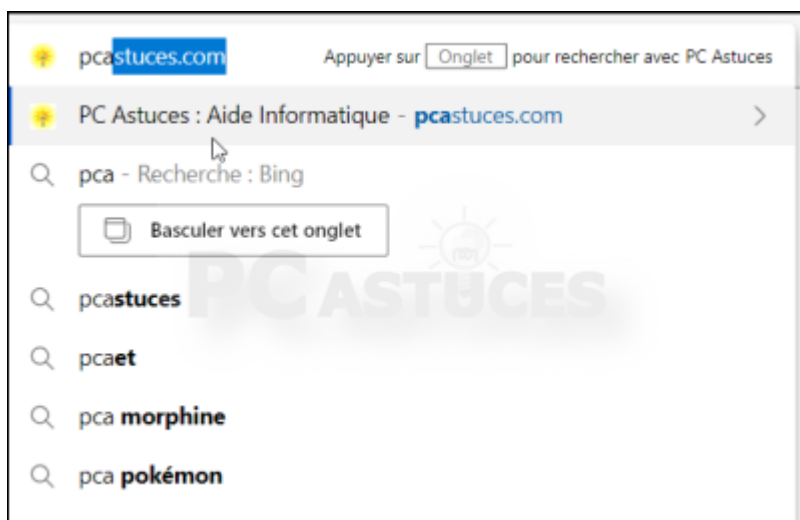 pcastuces.com Appuyer sur Onglet pour rechercher avec PC Astuces
PC Astuces : Aide Informatique - pcastuces.com
pca - Recherche : Bing
Basculer vers cet onglet
PC ASTUCES
pcastuces
pcaet
pca morphine
pca pokémon